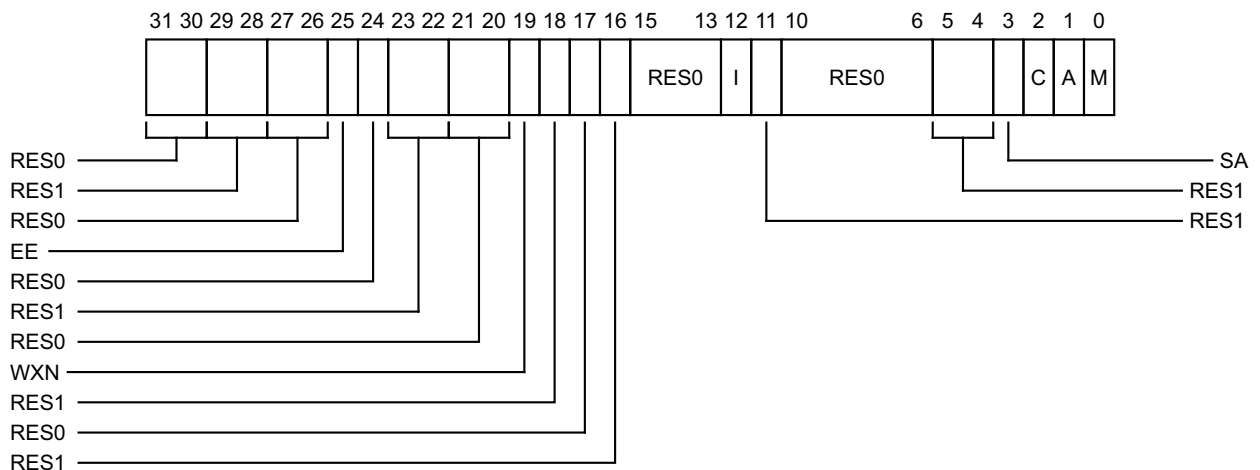 31 30 29 28 27 26 25 24 23 22 21 20 19 18 17 16 15 13 12 11 10 6 5 4 3 2 1 0
RES0 I RES0 C A M
RES0 SA
RES1 RES1
RES0 RES1
EE
RES0
RES1
RES0
WXN
RES1
RES0
RES1